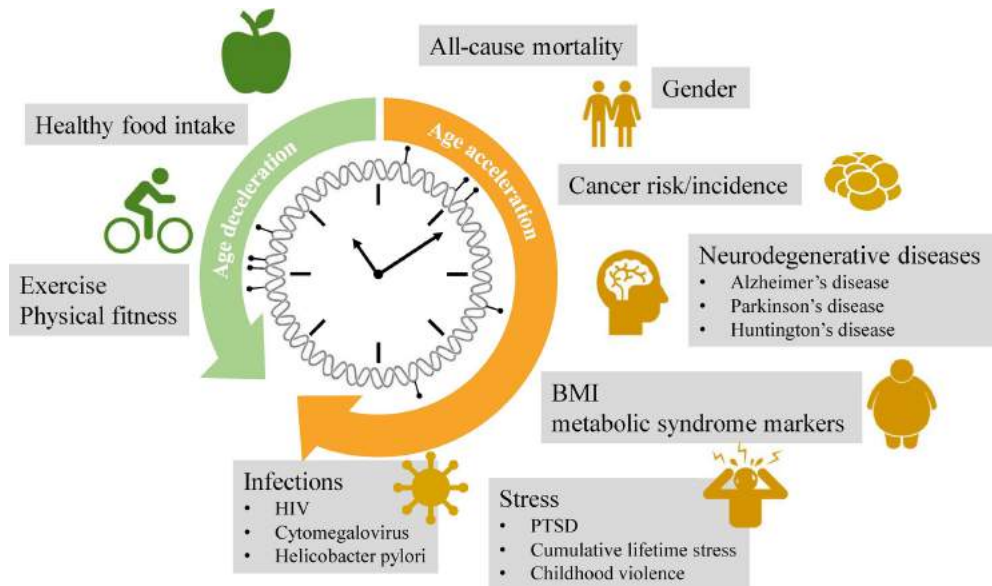 All-cause mortality
Gender
Healthy food intake
Age deceleration
Age acceleration
Cancer risk/incidence
Exercise
Physical fitness
Neurodegenerative diseases
• Alzheimer’s disease
• Parkinson’s disease
• Huntington’s disease
BMI
metabolic syndrome markers
Infections
• HIV
• Cytomegalovirus
• Helicobacter pylori
Stress
• PTSD
• Cumulative lifetime stress
• Childhood violence